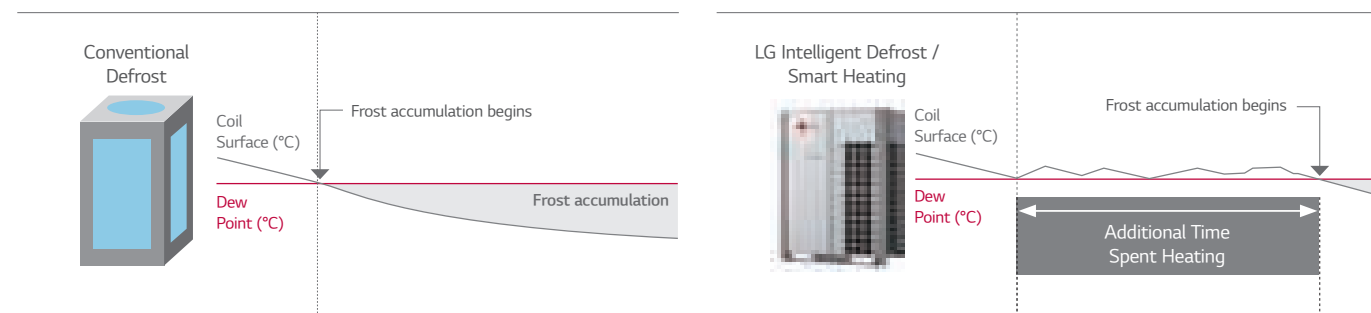 Conventional
Defrost
Coil
Surface (°C)
Frost accumulation begins
Dew
Point (°C)
Frost accumulation
LG Intelligent Defrost /
Smart Heating
Coil
Surface (°C)
Frost accumulation begins
Dew
Point (°C)
Additional Time
Spent Heating